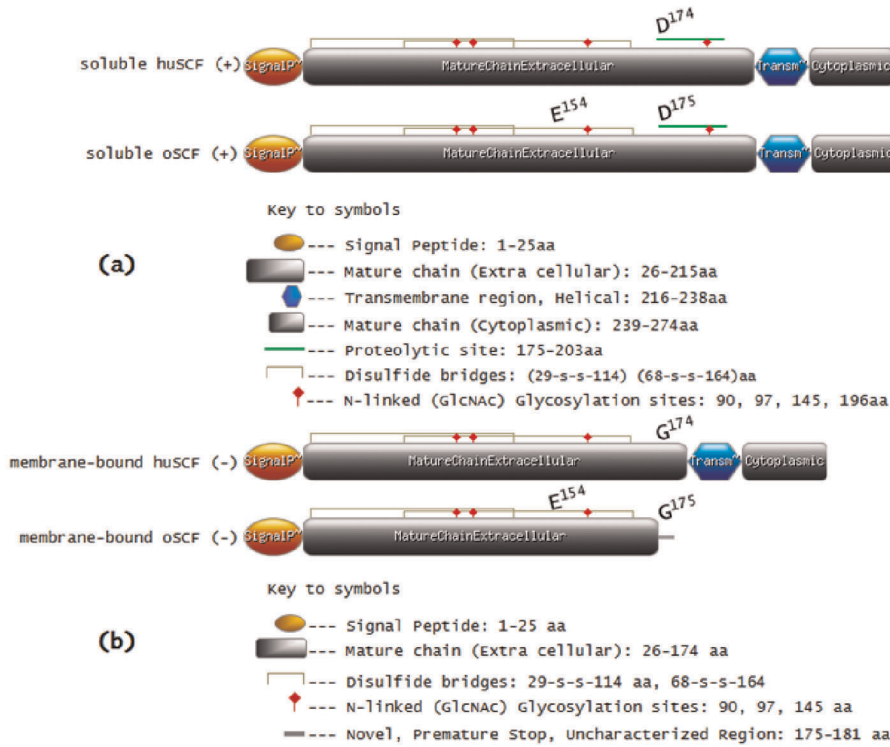 D174
soluble huSCF (+) SignalP~ MatureChainExtracellular Transm~ Cytoplasmic
E154 D175
soluble oSCF (+) SignalP~ MatureChainExtracellular Transm~ Cytoplasmic
Key to symbols
(a)
--- Signal Peptide: 1-25aa
--- Mature chain (Extra cellular): 26-215aa
--- Transmembrane region, Helical: 216-238aa
--- Mature chain (Cytoplasmic): 239-274aa
--- Proteolytic site: 175-203aa
--- Disulfide bridges: (29-s-s-114) (68-s-s-164)aa
--- N-linked (GlcNAc) Glycosylation sites: 90, 97, 145, 196aa
G174
membrane-bound huSCF (-) SignalP~ MatureChainExtracellular Transm~ Cytoplasmic
E154 G175
membrane-bound oSCF (-) SignalP~ MatureChainExtracellular
Key to symbols
(b)
--- Signal Peptide: 1-25 aa
--- Mature chain (Extra cellular): 26-174 aa
--- Disulfide bridges: 29-s-s-114 aa, 68-s-s-164
--- N-linked (GlcNAc) Glycosylation sites: 90, 97, 145 aa
--- Novel, Premature Stop, Uncharacterized Region: 175-181 aa